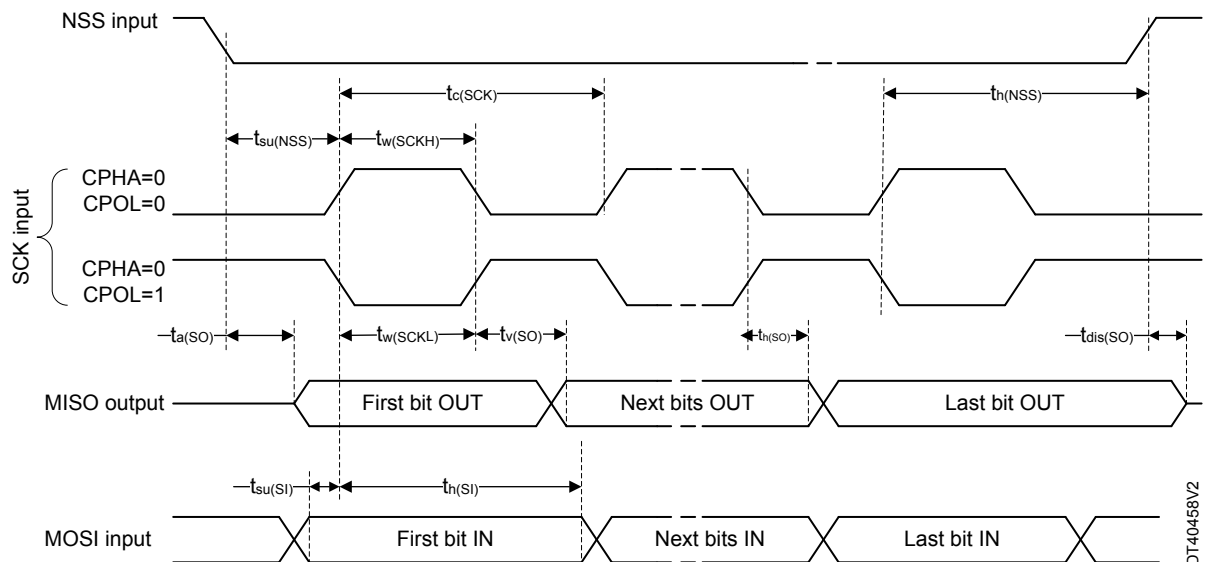 NSS input
tc(SCK)
th(NSS)
tsu(NSS)
tw(SCKH)
SCK input
CPHA=0
CPOL=0
CPHA=0
CPOL=1
ta(SO)
tw(SCKL)
tv(SO)
th(SO)
tdis(SO)
MISO output
First bit OUT
Next bits OUT
Last bit OUT
tsu(SI)
th(SI)
MOSI input
First bit IN
Next bits IN
Last bit IN
DT40458V2